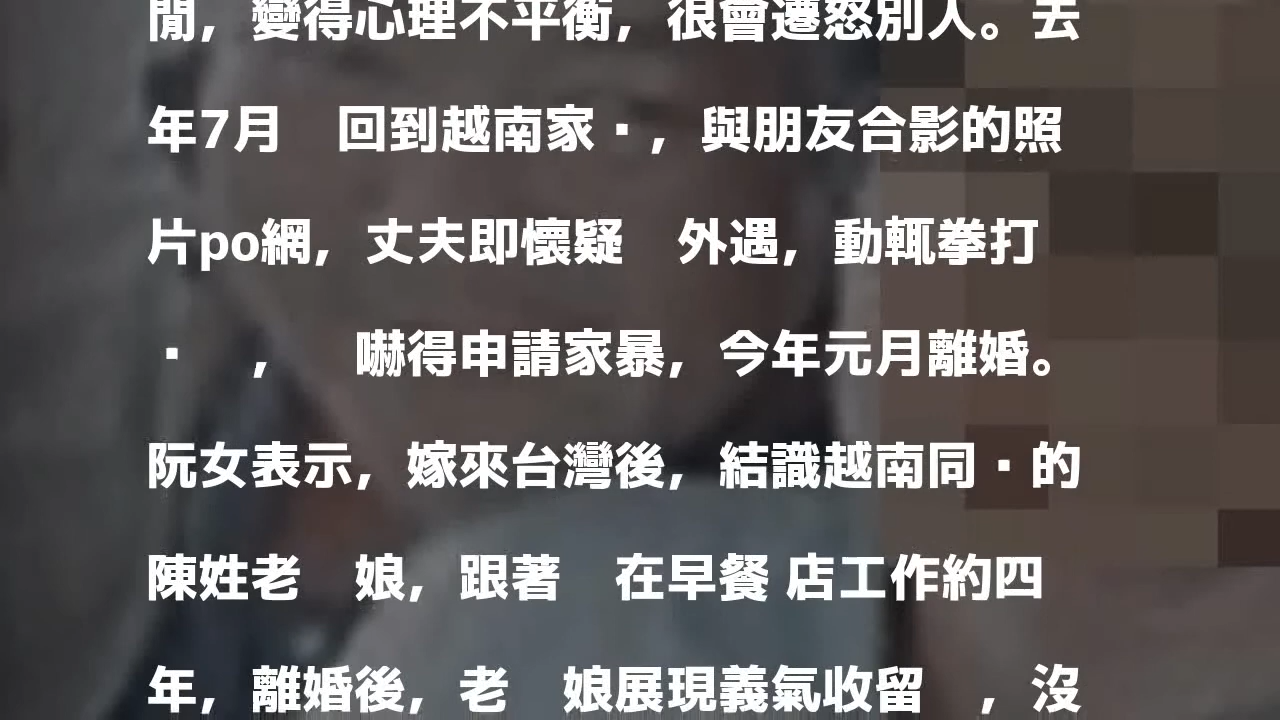 閒，變得心理不平衡，很會遷怒別人。去
年7月　回到越南家▪，與朋友合影的照
片po網，丈夫即懷疑　外遇，動輒拳打
▪　，　嚇得申請家暴，今年元月離婚。
阮女表示，嫁來台灣後，結識越南同▪的
陳姓老　娘，跟著　在早餐 店工作約四
年，離婚後，老　娘展現義氣收留　，沒